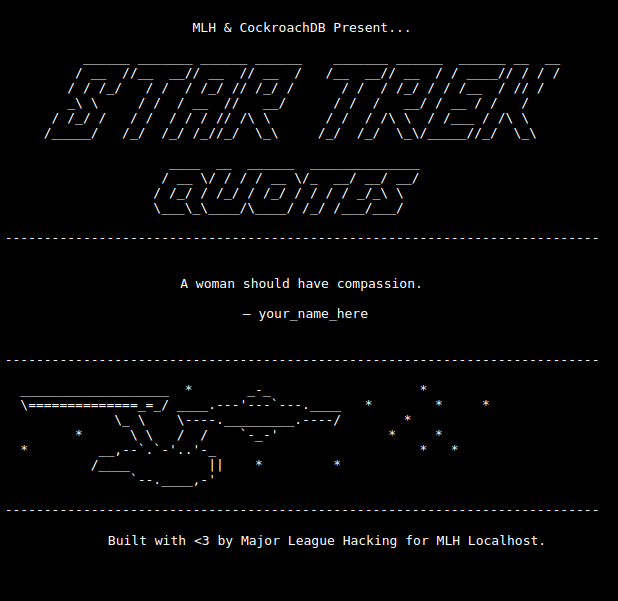 MLH & CockroachDB Present...
STAR TREK
QUOTES
A woman should have compassion.
— your_name_here
Built with <3 by Major League Hacking for MLH Localhost.